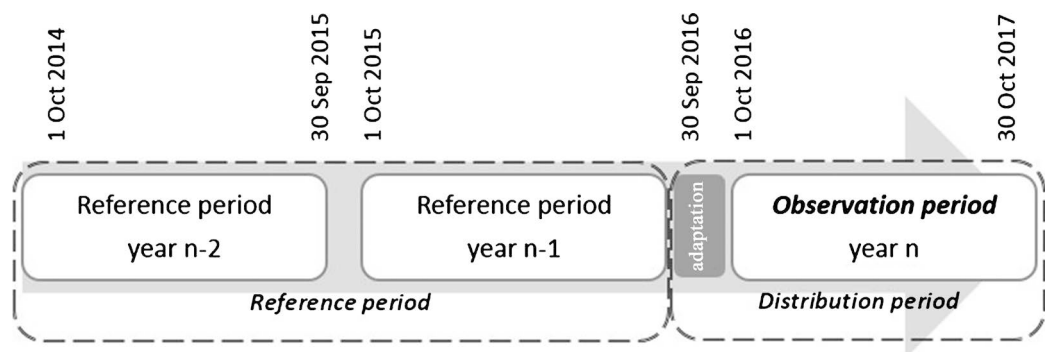 1 Oct 2014
30 Sep 2015
1 Oct 2015
30 Sep 2016
1 Oct 2016
30 Oct 2017
Reference period
year n-2
Reference period
year n-1
adaptation
Observation period
year n
Reference period
Distribution period